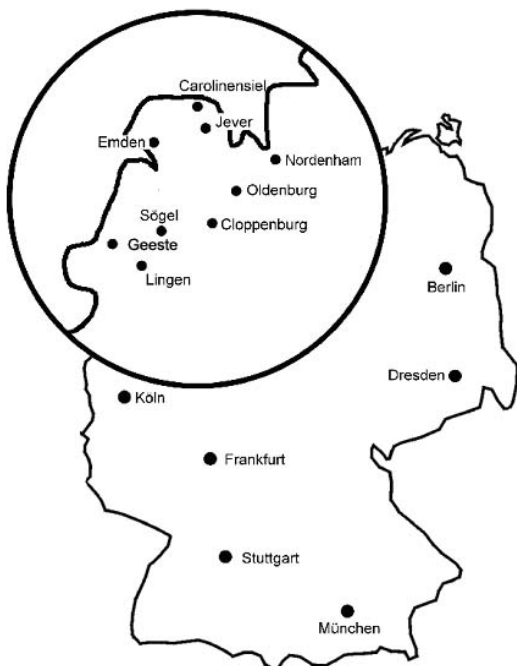 Carolinensiel
Jever
Emden
Nordenham
Oldenburg
Sögel
Cloppenburg
Geeste
Lingen
Berlin
Dresden
Köln
Frankfurt
Stuttgart
München